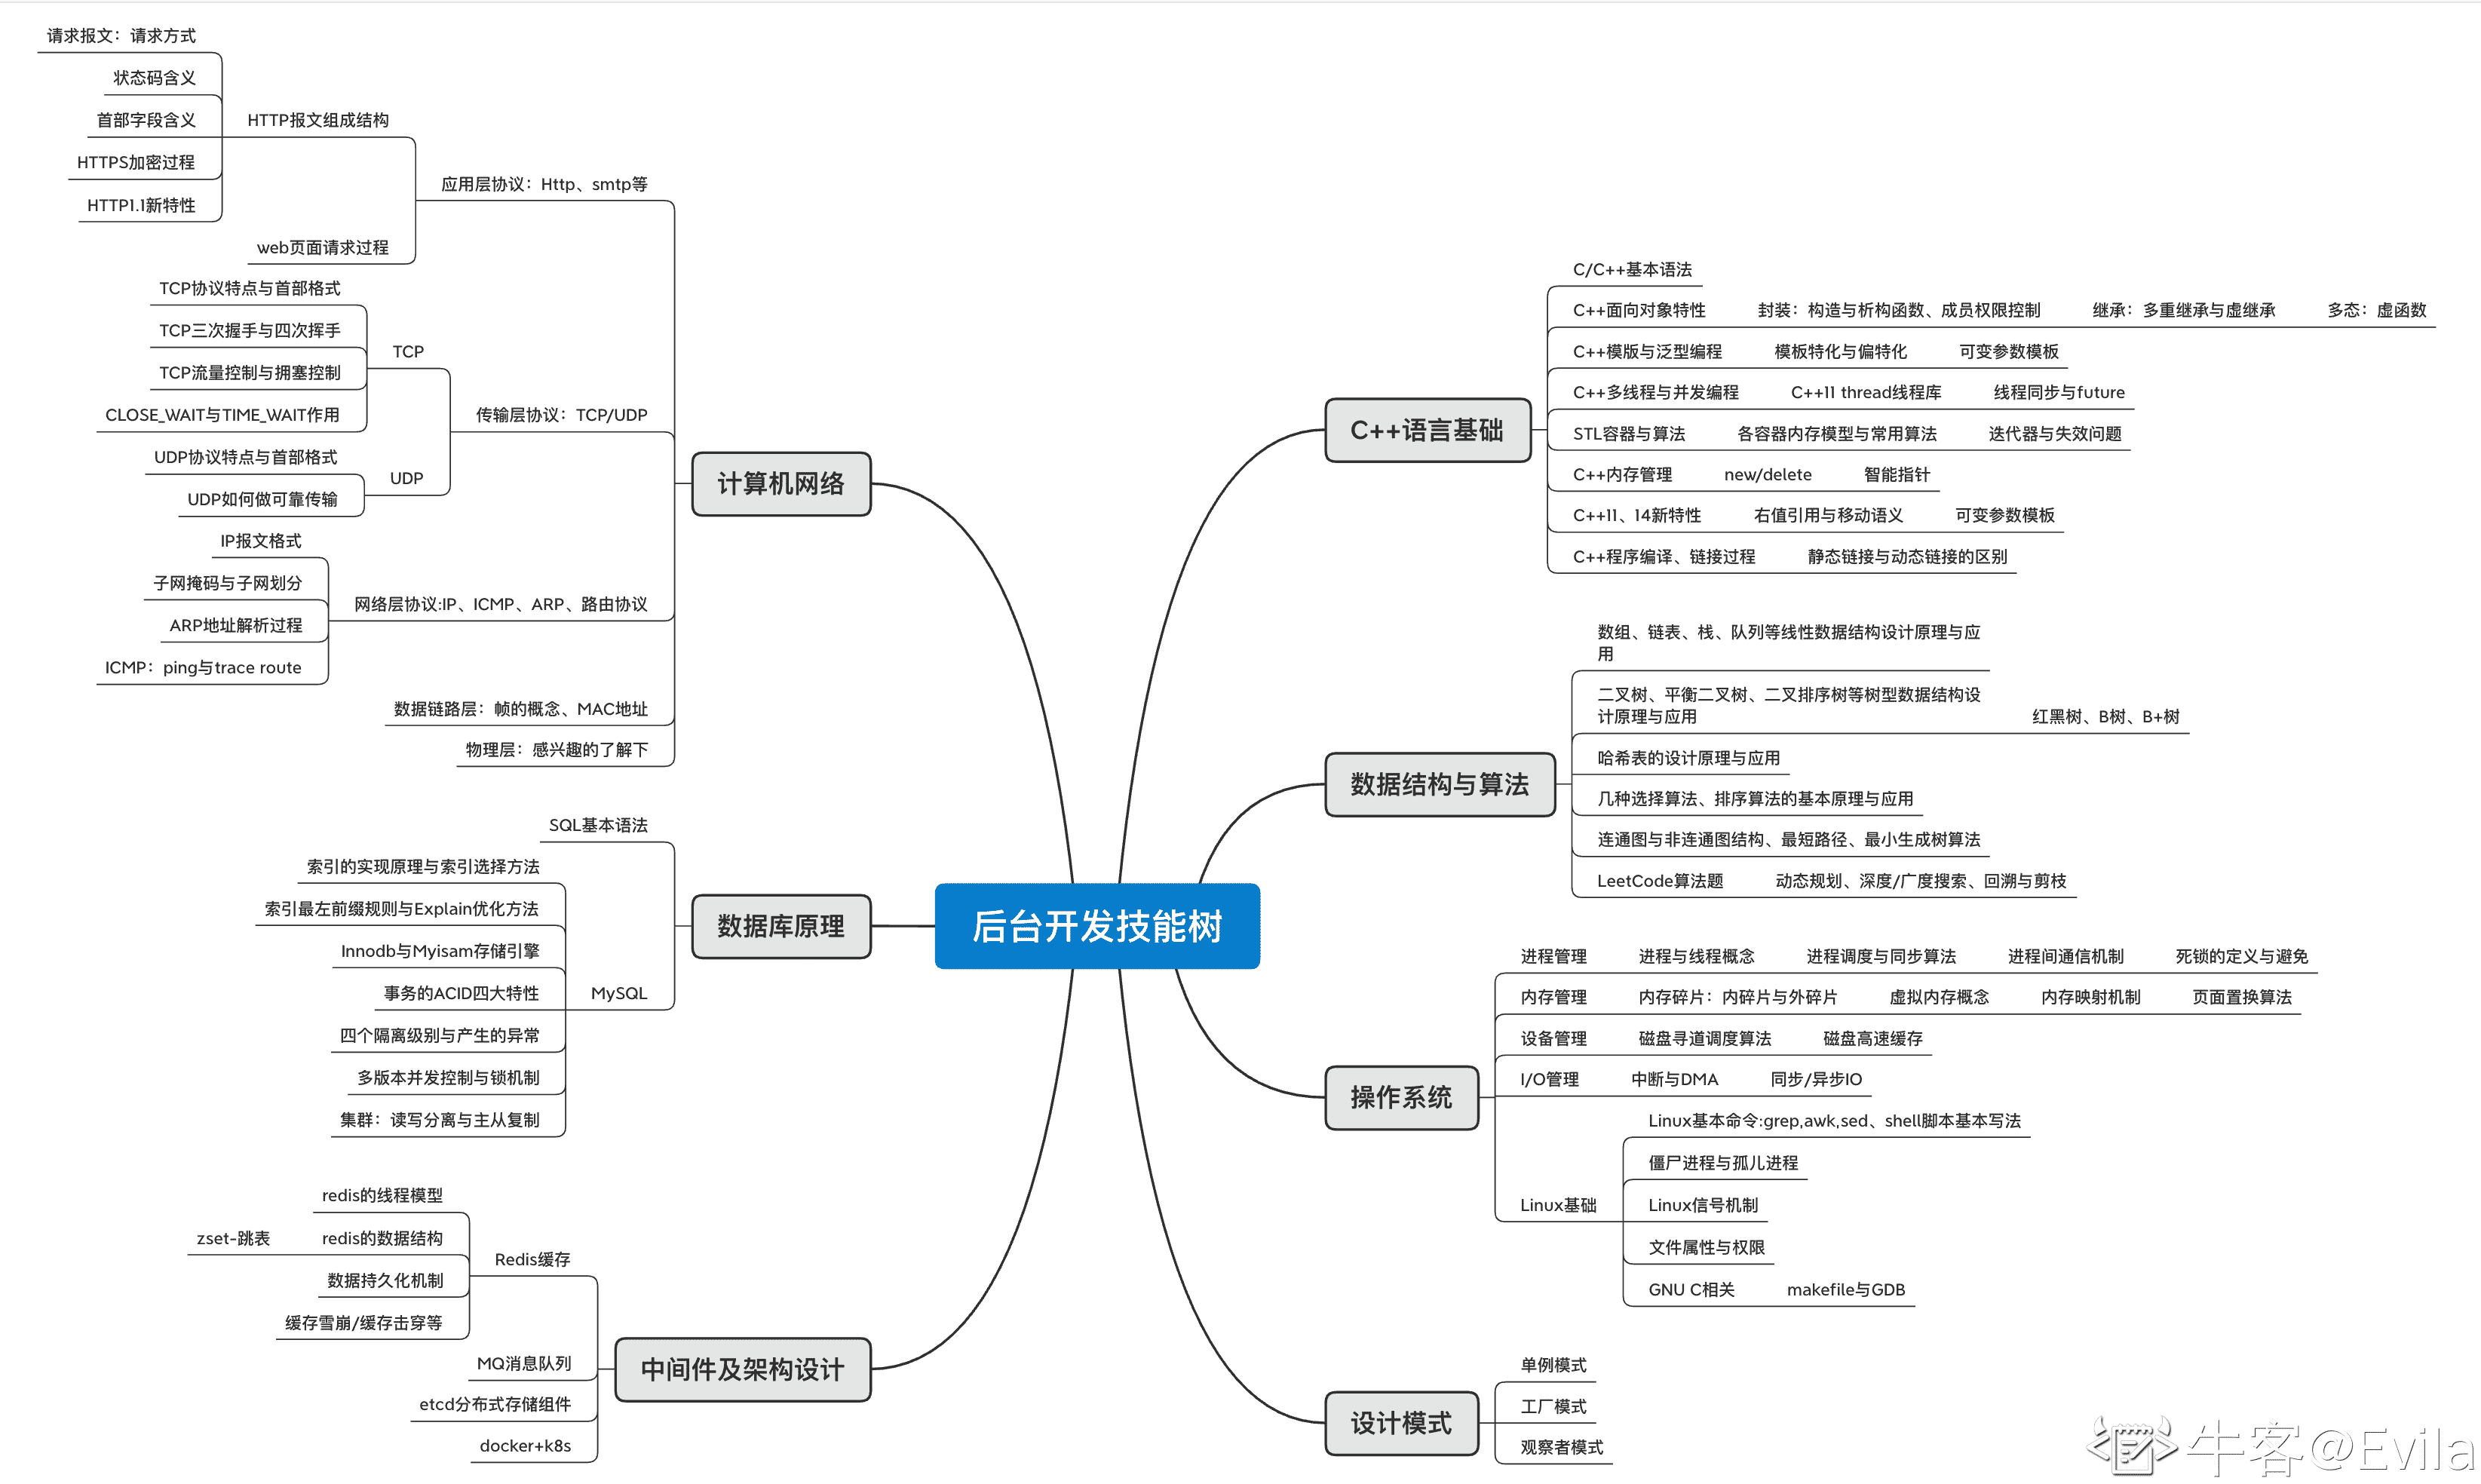 后台开发技能树
计算机网络
应用层协议：Http、smtp等
HTTP报文组成结构
请求报文：请求方式
状态码含义
首部字段含义
HTTPS加密过程
HTTP1.1新特性
web页面请求过程
传输层协议：TCP/UDP
TCP
TCP协议特点与首部格式
TCP三次握手与四次挥手
TCP流量控制与拥塞控制
CLOSE_WAIT与TIME_WAIT作用
UDP
UDP协议特点与首部格式
UDP如何做可靠传输
网络层协议:IP、ICMP、ARP、路由协议
IP报文格式
子网掩码与子网划分
ARP地址解析过程
ICMP：ping与trace route
数据链路层：帧的概念、MAC地址
物理层：感兴趣的了解下
数据库原理
SQL基本语法
MySQL
索引的实现原理与索引选择方法
索引最左前缀规则与Explain优化方法
Innodb与Myisam存储引擎
事务的ACID四大特性
四个隔离级别与产生的异常
多版本并发控制与锁机制
集群：读写分离与主从复制
中间件及架构设计
Redis缓存
redis的线程模型
redis的数据结构
zset-跳表
数据持久化机制
缓存雪崩/缓存击穿等
MQ消息队列
etcd分布式存储组件
docker+k8s
C++语言基础
C/C++基本语法
C++面向对象特性 封装：构造与析构函数、成员权限控制 继承：多重继承与虚继承 多态：虚函数
C++模版与泛型编程 模板特化与偏特化 可变参数模板
C++多线程与并发编程 C++11 thread线程库 线程同步与future
STL容器与算法 各容器内存模型与常用算法 迭代器与失效问题
C++内存管理 new/delete 智能指针
C++11、14新特性 右值引用与移动语义 可变参数模板
C++程序编译、链接过程 静态链接与动态链接的区别
数据结构与算法
数组、链表、栈、队列等线性数据结构设计原理与应
用
二叉树、平衡二叉树、二叉排序树等树型数据结构设
计原理与应用 红黑树、B树、B+树
哈希表的设计原理与应用
几种选择算法、排序算法的基本原理与应用
连通图与非连通图结构、最短路径、最小生成树算法
LeetCode算法题 动态规划、深度/广度搜索、回溯与剪枝
操作系统
进程管理 进程与线程概念 进程调度与同步算法 进程间通信机制 死锁的定义与避免
内存管理 内存碎片：内碎片与外碎片 虚拟内存概念 内存映射机制 页面置换算法
设备管理 磁盘寻道调度算法 磁盘高速缓存
I/O管理 中断与DMA 同步/异步IO
Linux基础
Linux基本命令:grep,awk,sed、shell脚本基本写法
僵尸进程与孤儿进程
Linux信号机制
文件属性与权限
GNU C相关 makefile与GDB
设计模式
单例模式
工厂模式
观察者模式
牛客@Evila